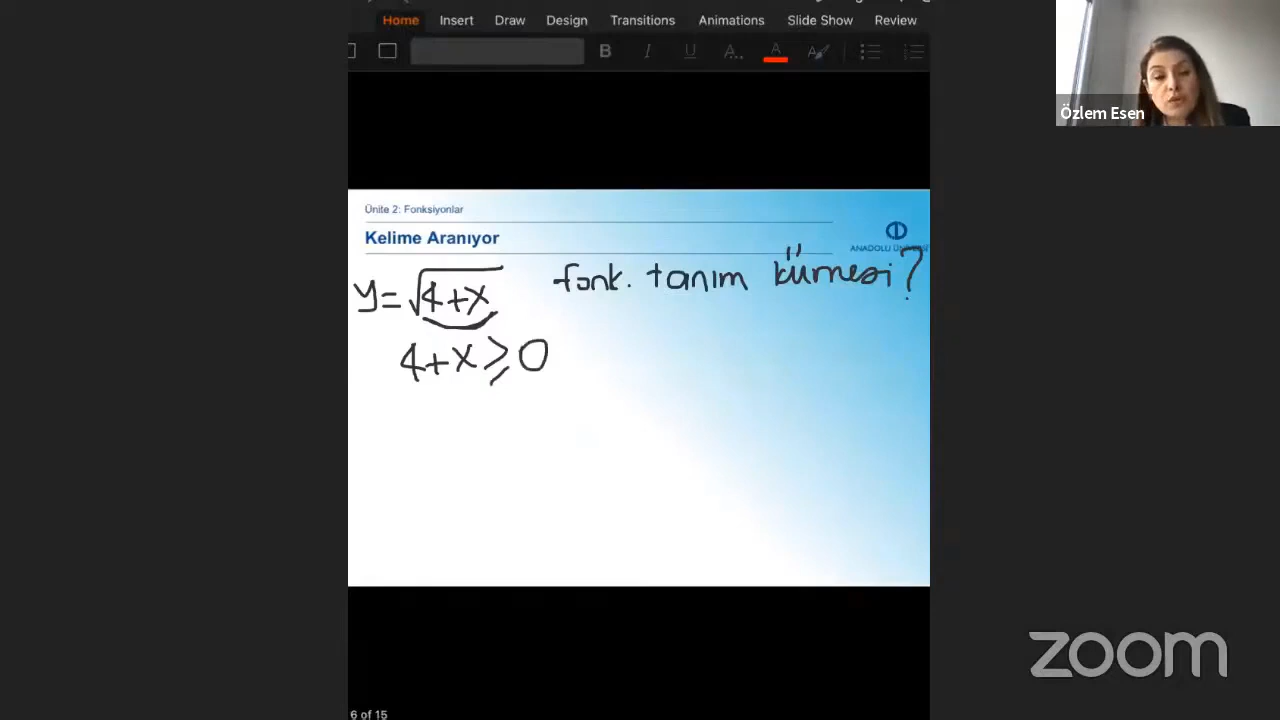 Home Insert Draw Design Transitions Animations Slide Show Review
B I U A A
Özlem Esen
Ünite 2: Fonksiyonlar
Kelime Aranıyor
ANADOLU
y = √4+x fonk. tanım kümesi?
4+x ≥ 0
zoom
6 of 15